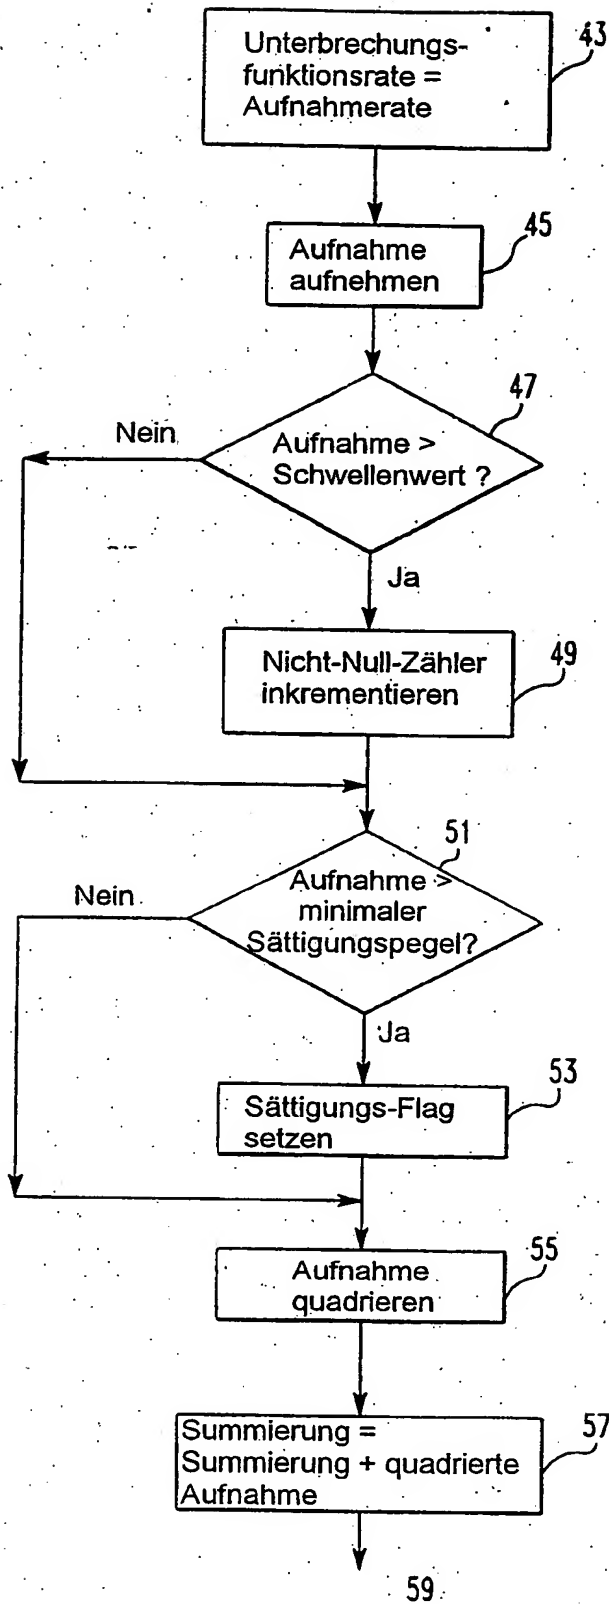 43
Unterbrechungs-
funktionsrate =
Aufnahmerate
45
Aufnahme
aufnehmen
47
Nein
Aufnahme >
Schwellenwert ?
Ja
49
Nicht-Null-Zähler
inkrementieren
51
Nein
Aufnahme >
minimaler
Sättigungspegel?
Ja
53
Sättigungs-Flag
setzen
55
Aufnahme
quadrieren
57
Summierung =
Summierung + quadrierte
Aufnahme
59